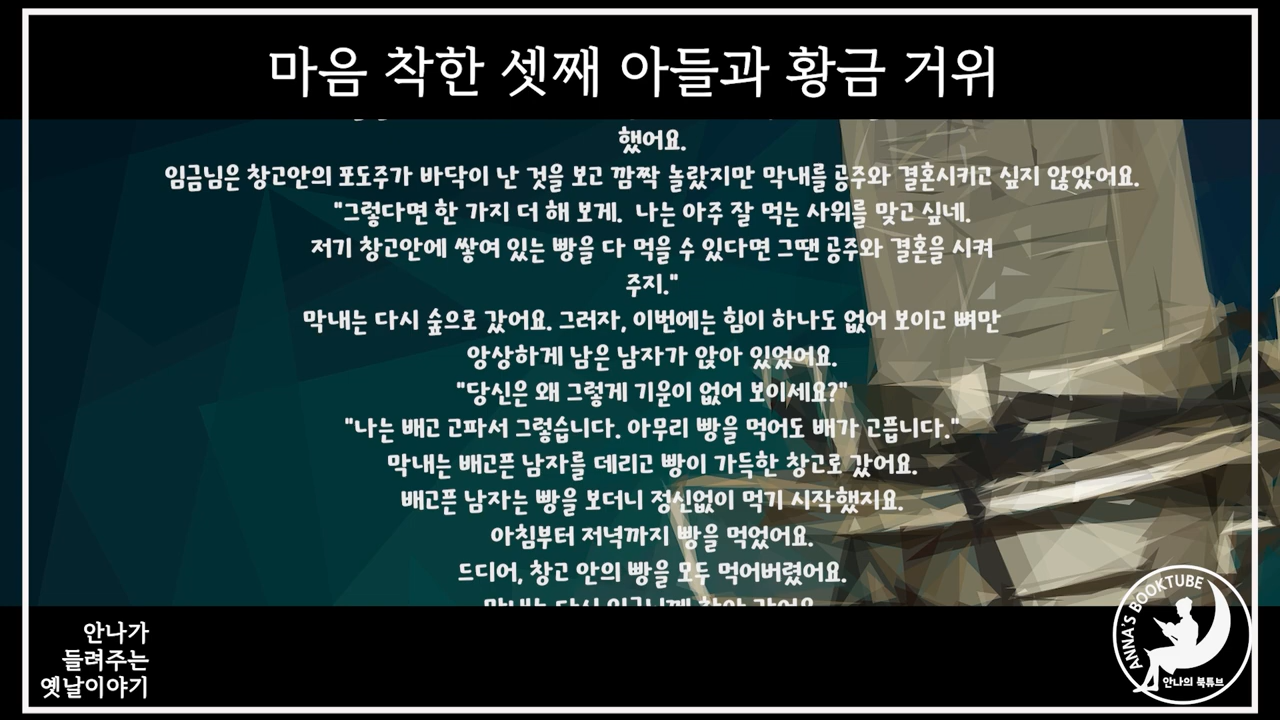 마음 착한 셋째 아들과 황금 거위
했어요.
임금님은 창고안의 포도주가 바닥이 난 것을 보고 깜짝 놀랐지만 막내를 공주와 결혼시키고 싶지 않았어요.
"그렇다면 한 가지 더 해 보게. 나는 아주 잘 먹는 사위를 맞고 싶네.
저기 창고안에 쌓여 있는 빵을 다 먹을 수 있다면 그땐 공주와 결혼을 시켜
주지."
막내는 다시 숲으로 갔어요. 그러자, 이번에는 힘이 하나도 없어 보이고 뼈만
앙상하게 남은 남자가 앉아 있었어요.
"당신은 왜 그렇게 기운이 없어 보이세요?"
"나는 배고 고파서 그렇습니다. 아무리 빵을 먹어도 배가 고픕니다."
막내는 배고픈 남자를 데리고 빵이 가득한 창고로 갔어요.
배고픈 남자는 빵을 보더니 정신없이 먹기 시작했지요.
아침부터 저녁까지 빵을 먹었어요.
드디어, 창고 안의 빵을 모두 먹어버렸어요.
막내는 다시 임금님께 찾아 갔어요.
안나가
들려주는
옛날이야기
ANNA'S BOOKTUBE
안나의 북튜브